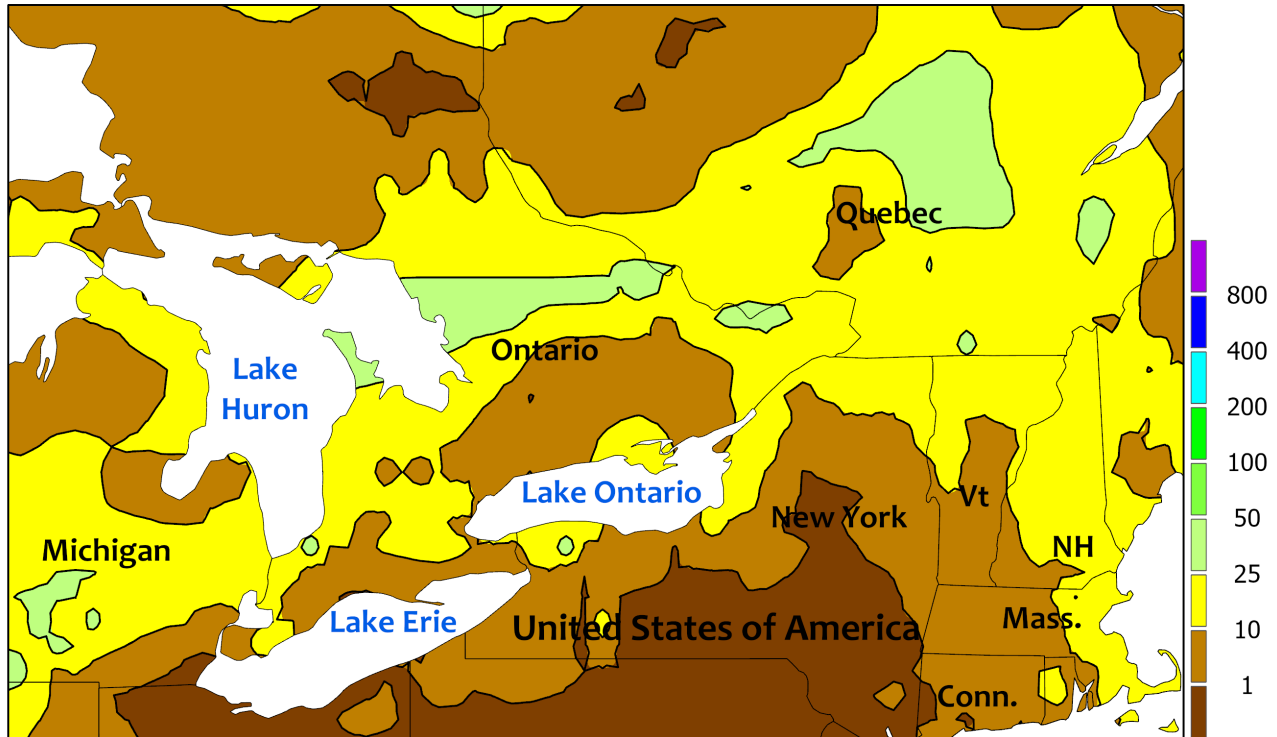 Quebec
800
Ontario
400
Lake
Huron
200
100
Lake Ontario
Vt
New York
50
Michigan
NH
25
Lake Erie
United States of America
Mass.
10
Conn.
1